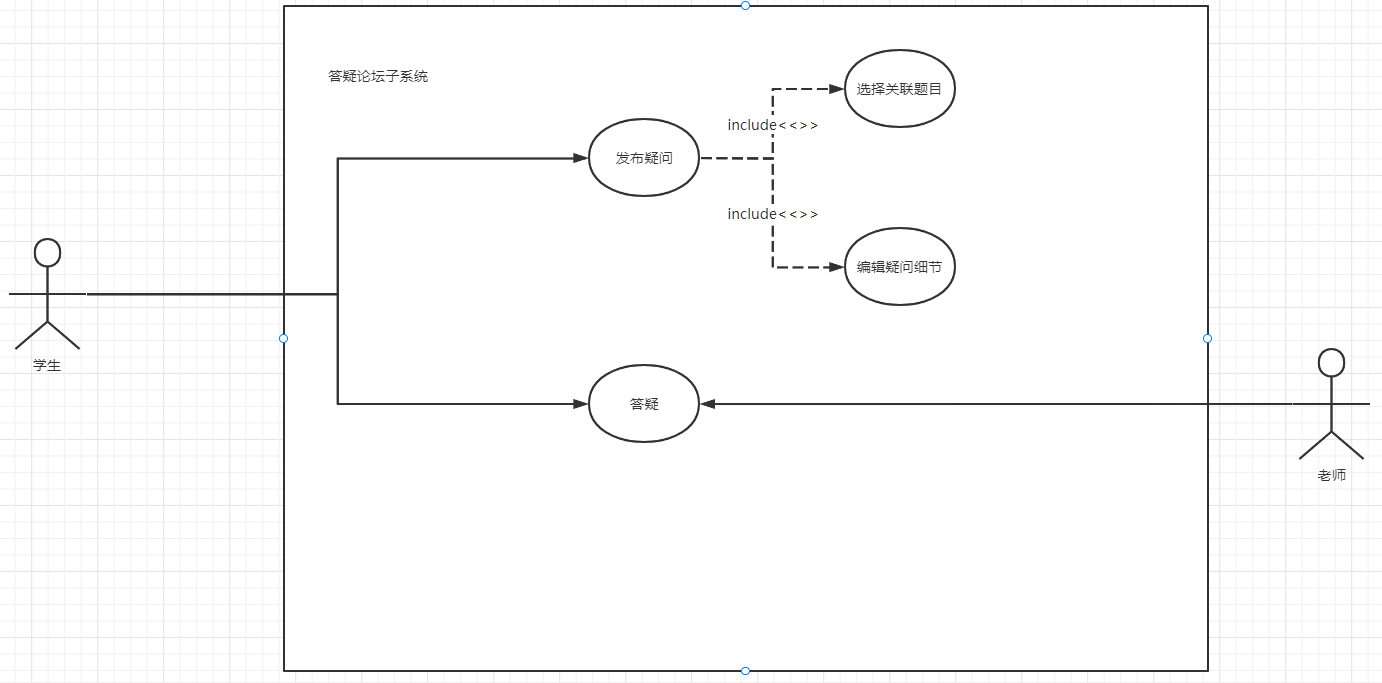 答疑论坛子系统
选择关联题目
include<<>>
发布疑问
include<<>>
编辑疑问细节
学生
答疑
老师